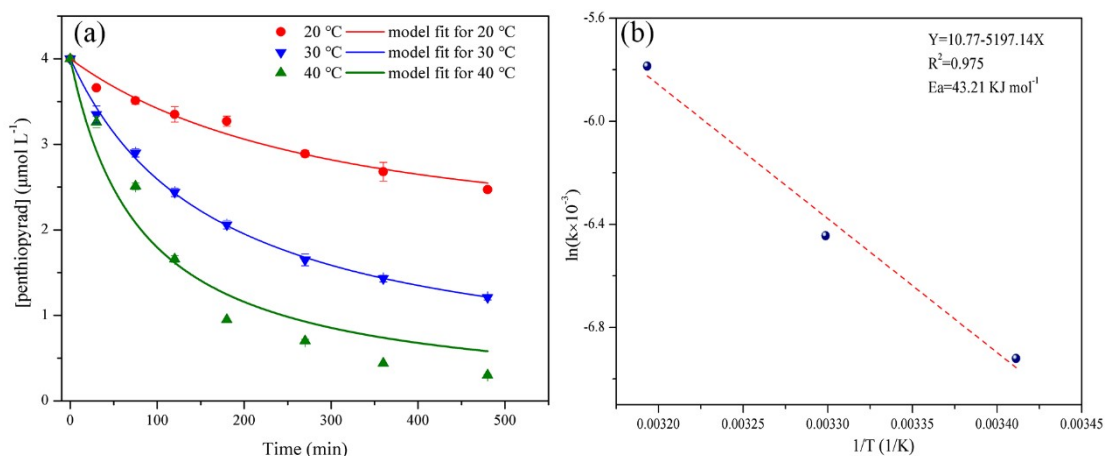 (a)
20 ℃ model fit for 20 ℃
30 ℃ model fit for 30 ℃
40 ℃ model fit for 40 ℃
[penthiopyrad] (μmol L⁻¹)
4
3
2
1
0
0 100 200 300 400 500
Time (min)
(b)
Y=10.77-5197.14X
R²=0.975
Ea=43.21 KJ mol⁻¹
ln(k×10⁻³)
-5.6
-6.0
-6.4
-6.8
0.00320 0.00325 0.00330 0.00335 0.00340 0.00345
1/T (1/K)